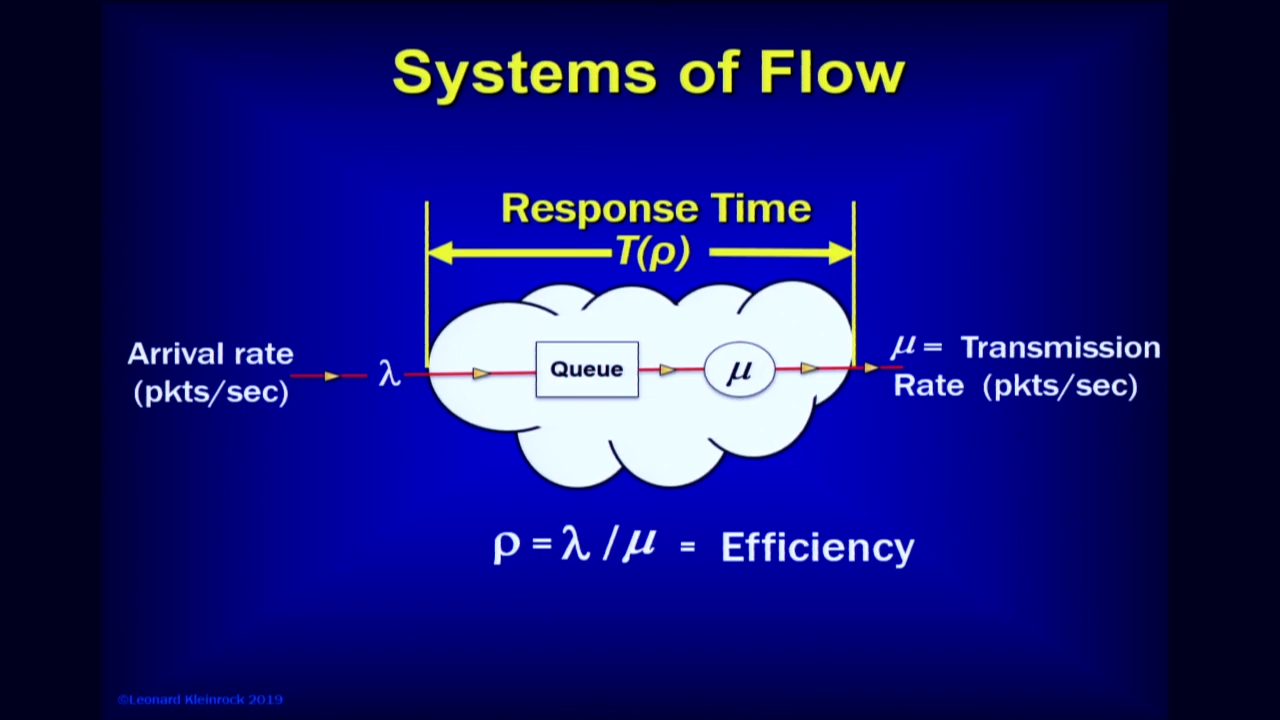 Systems of Flow
Response Time
T(ρ)
Arrival rate
(pkts/sec)
λ
Queue
μ
μ = Transmission
Rate (pkts/sec)
ρ = λ / μ = Efficiency
©Leonard Kleinrock 2019